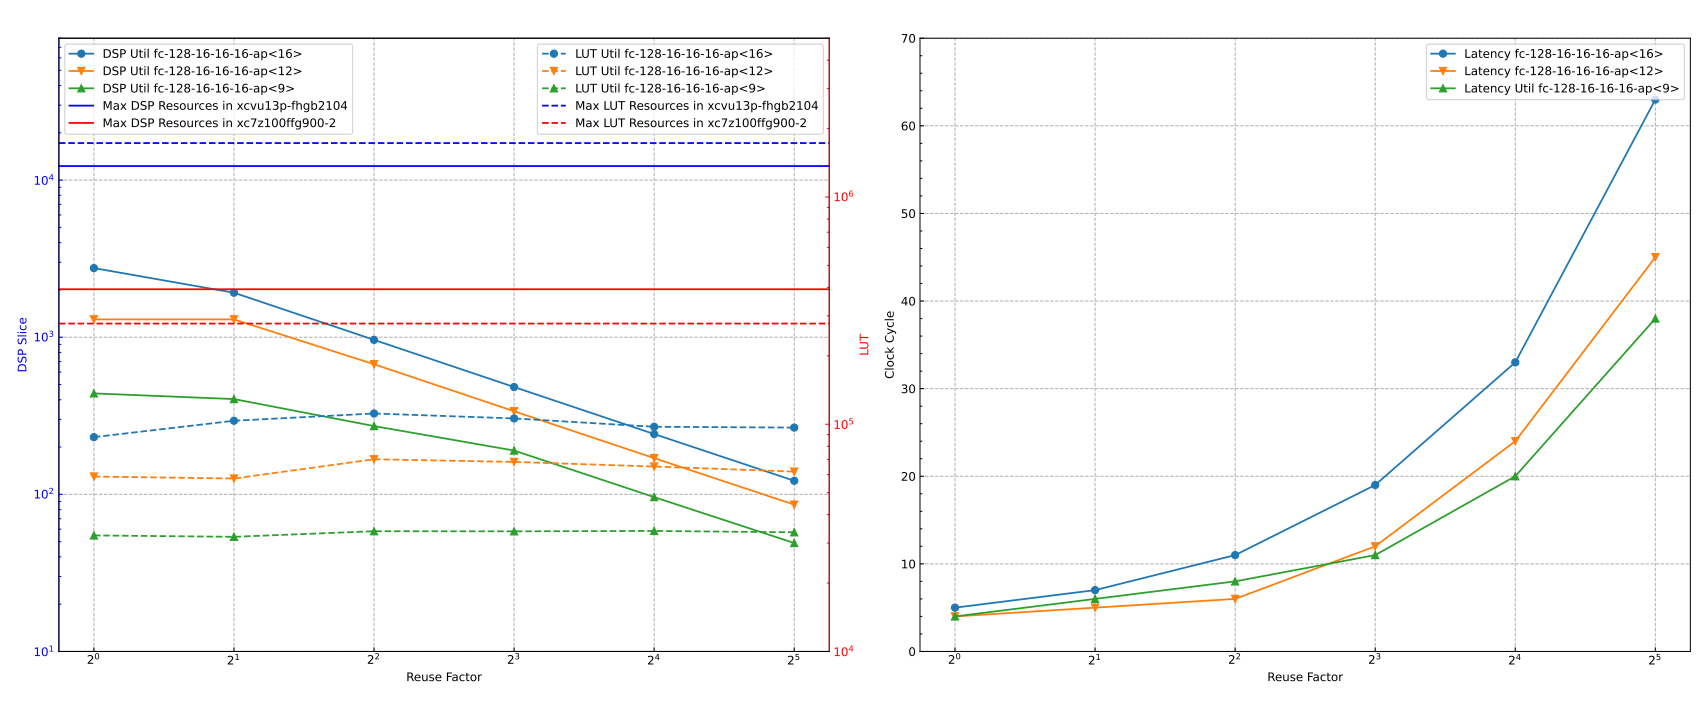 DSP Util fc-128-16-16-16-ap<16>
DSP Util fc-128-16-16-16-ap<12>
DSP Util fc-128-16-16-16-ap<9>
Max DSP Resources in xcvu13p-fhgb2104
Max DSP Resources in xc7z100ffg900-2
LUT Util fc-128-16-16-16-ap<16>
LUT Util fc-128-16-16-16-ap<12>
LUT Util fc-128-16-16-16-ap<9>
Max LUT Resources in xcvu13p-fhgb2104
Max LUT Resources in xc7z100ffg900-2
10⁴
10³
10²
10¹
DSP Slice
10⁶
10⁵
10⁴
LUT
2⁰ 2¹ 2² 2³ 2⁴ 2⁵
Reuse Factor
Latency fc-128-16-16-16-ap<16>
Latency fc-128-16-16-16-ap<12>
Latency Util fc-128-16-16-16-ap<9>
70
60
50
40
30
20
10
0
Clock Cycle
2⁰ 2¹ 2² 2³ 2⁴ 2⁵
Reuse Factor